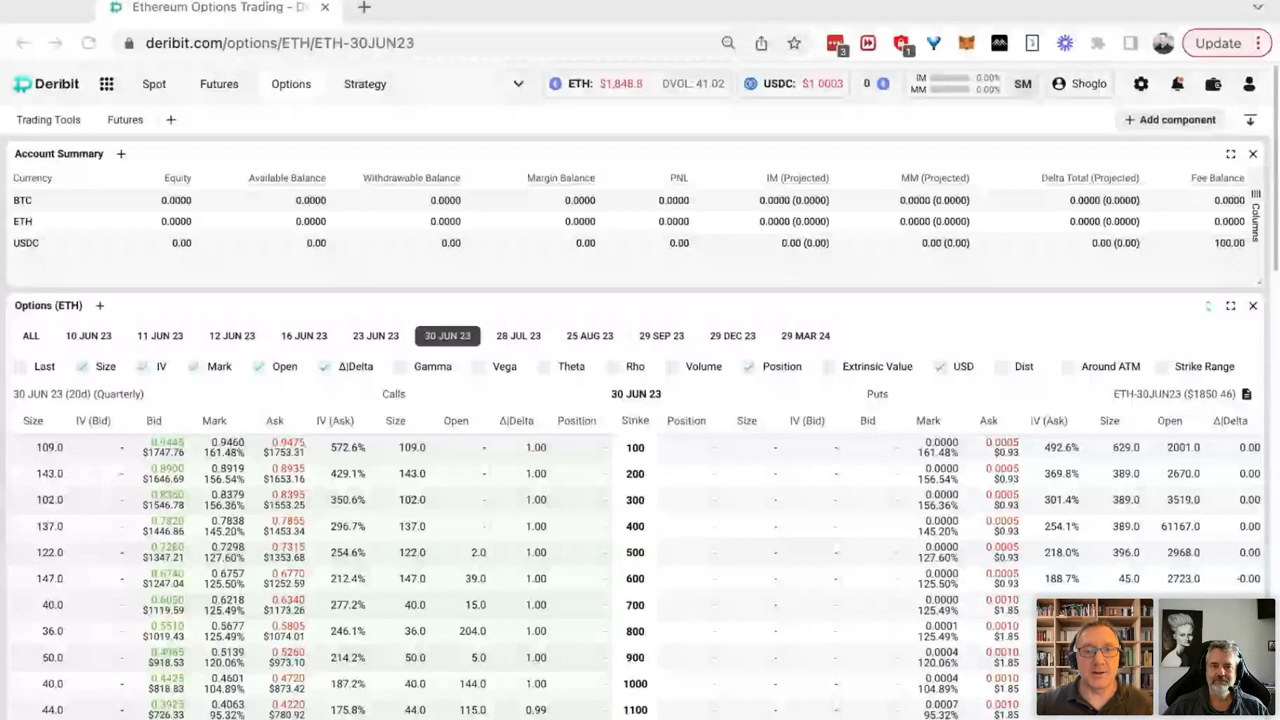 Ethereum Options Trading - D
deribit.com/options/ETH/ETH-30JUN23
3
1
Update
Deribit
Spot Futures Options Strategy
ETH: $1,848.8 DVOL: 41.02 USDC: $1 0003 0
IM 0.00%
MM 0.00%
SM Shoglo
Trading Tools Futures + Add component
Account Summary +
Currency Equity Available Balance Withdrawable Balance Margin Balance PNL IM (Projected) MM (Projected) Delta Total (Projected) Fee Balance
BTC 0.0000 0.0000 0.0000 0.0000 0.0000 0.0000 (0.0000) 0.0000 (0.0000) 0.0000 (0.0000) 0.0000
ETH 0.0000 0.0000 0.0000 0.0000 0.0000 0.0000 (0.0000) 0.0000 (0.0000) 0.0000 (0.0000) 0.0000
USDC 0.00 0.00 0.00 0.00 0.00 0.00 (0.00) 0.00 (0.00) 0.00 (0.00) 100.00
Columns
Options (ETH) +
ALL 10 JUN 23 11 JUN 23 12 JUN 23 16 JUN 23 23 JUN 23 30 JUN 23 28 JUL 23 25 AUG 23 29 SEP 23 29 DEC 23 29 MAR 24
Last Size IV Mark Open Δ|Delta Gamma Vega Theta Rho Volume Position Extrinsic Value USD Dist Around ATM Strike Range
30 JUN 23 (20d) (Quarterly) Calls 30 JUN 23 Puts ETH-30JUN23 ($1850 46)
Size IV (Bid) Bid Mark Ask IV (Ask) Size Open Δ|Delta Position Strike Position Size IV (Bid) Bid Mark Ask IV (Ask) Size Open Δ|Delta
109.0 - 0.9445 0.9460 0.9475 572.6% 109.0 - 1.00 100 - - - - 0.0000 0.0005 492.6% 629.0 2001.0 0.00
$1747.76 161.48% $1753.31 161.48% $0.93
143.0 - 0.8900 0.8919 0.8935 429.1% 143.0 - 1.00 200 - - - - 0.0000 0.0005 369.8% 389.0 2670.0 0.00
$1646.69 156.54% $1653.16 156.54% $0.93
102.0 - 0.8360 0.8379 0.8395 350.6% 102.0 - 1.00 300 - - - - 0.0000 0.0005 301.4% 389.0 3519.0 0.00
$1546.78 156.36% $1553.25 156.36% $0.93
137.0 - 0.7820 0.7838 0.7855 296.7% 137.0 - 1.00 400 - - - - 0.0000 0.0005 254.1% 389.0 61167.0 0.00
$1446.86 145.20% $1453.34 145.20% $0.93
122.0 - 0.7280 0.7298 0.7315 254.6% 122.0 2.0 1.00 500 - - - - 0.0000 0.0005 218.0% 396.0 2968.0 0.00
$1347.21 127.60% $1353.68 127.60% $0.93
147.0 - 0.6740 0.6757 0.6770 212.4% 147.0 39.0 1.00 600 - - - - 0.0000 0.0005 188.7% 45.0 2723.0 -0.00
$1247.04 125.50% $1252.59 125.50% $0.93
40.0 - 0.6050 0.6218 0.6340 277.2% 40.0 15.0 1.00 700 - - - - 0.0000 0.0010
$1119.59 125.49% $1173.26 125.49% $1.85
36.0 - 0.5510 0.5677 0.5805 246.1% 36.0 204.0 1.00 800 - - - - 0.0001 0.0010
$1019.43 125.49% $1074.01 125.49% $1.85
50.0 - 0.4965 0.5139 0.5260 214.2% 50.0 5.0 1.00 900 - - - - 0.0004 0.0010
$918.53 120.06% $973.10 120.06% $1.85
40.0 - 0.4425 0.4601 0.4720 187.2% 40.0 144.0 1.00 1000 - - - - 0.0004 0.0010
$818.83 104.89% $873.42 104.89% $1.85
44.0 - 0.3925 0.4063 0.4220 175.8% 44.0 115.0 0.99 1100 - - - - 0.0007 0.0010
$726.33 95.32% $780.92 95.32% $1.85